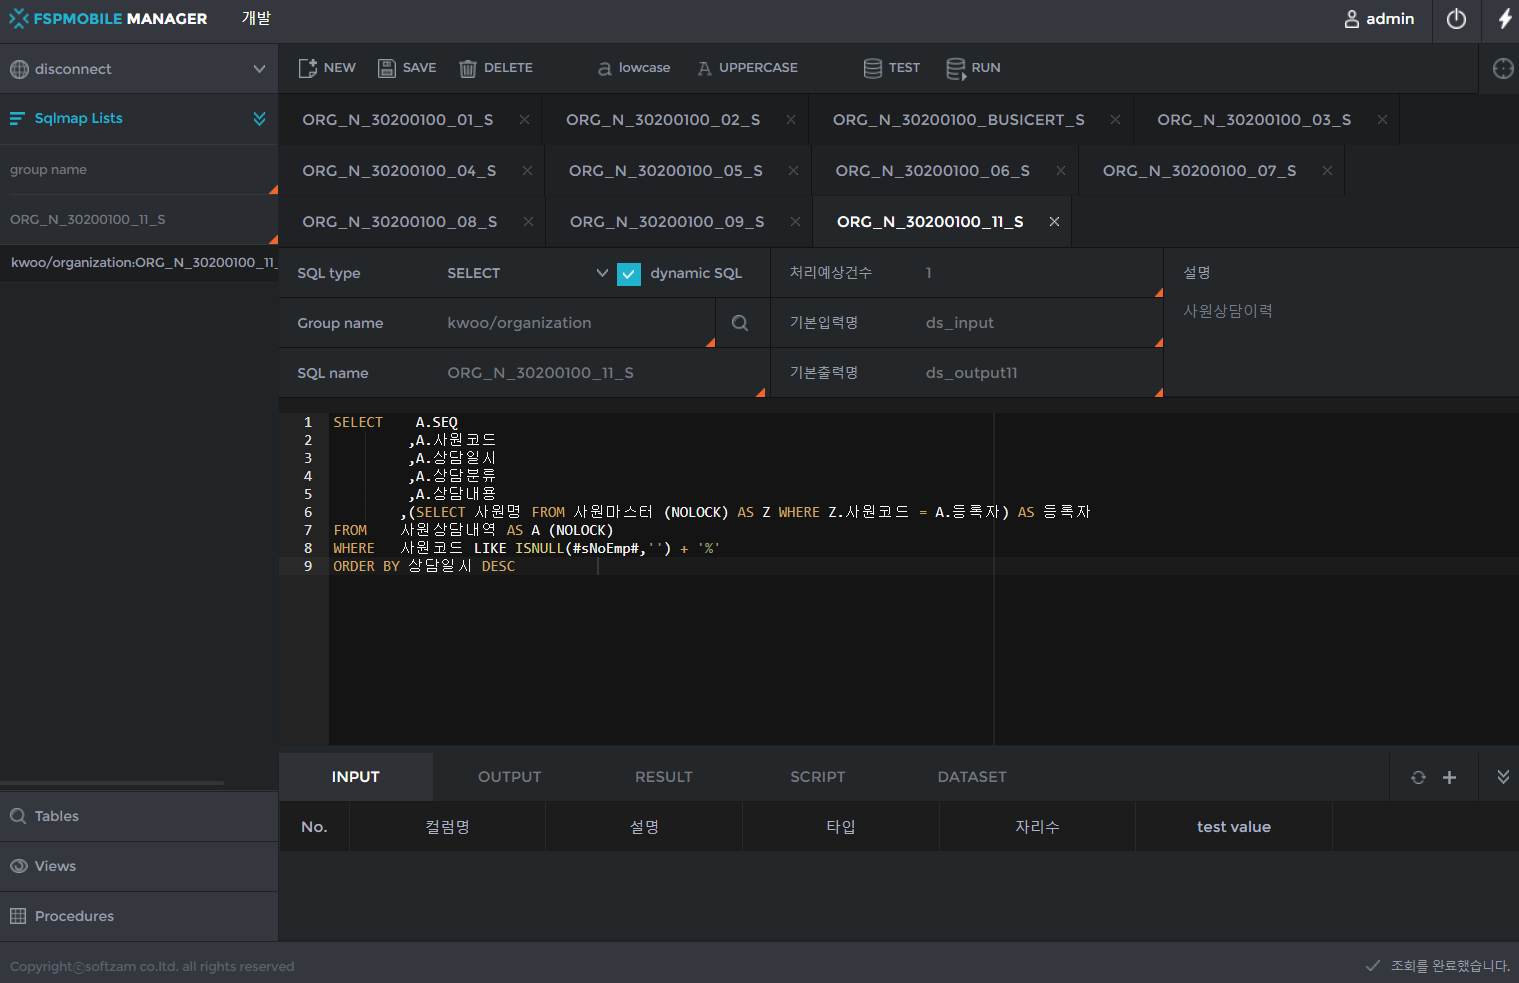 FSPMOBILE MANAGER 개발 admin
disconnect
NEW SAVE DELETE lowcase UPPERCASE TEST RUN
Sqlmap Lists
group name
ORG_N_30200100_11_S
kwoo/organization:ORG_N_30200100_11_
ORG_N_30200100_01_S ORG_N_30200100_02_S ORG_N_30200100_BUSICERT_S ORG_N_30200100_03_S
ORG_N_30200100_04_S ORG_N_30200100_05_S ORG_N_30200100_06_S ORG_N_30200100_07_S
ORG_N_30200100_08_S ORG_N_30200100_09_S ORG_N_30200100_11_S
SQL type SELECT dynamic SQL 처리예상건수 1 설명
Group name kwoo/organization 기본입력명 ds_input 사원상담이력
SQL name ORG_N_30200100_11_S 기본출력명 ds_output11
1 SELECT A.SEQ
2 ,A.사원코드
3 ,A.상담일시
4 ,A.상담분류
5 ,A.상담내용
6 ,(SELECT 사원명 FROM 사원마스터 (NOLOCK) AS Z WHERE Z.사원코드 = A.등록자) AS 등록자
7 FROM 사원상담내역 AS A (NOLOCK)
8 WHERE 사원코드 LIKE ISNULL(#sNoEmp#,'') + '%'
9 ORDER BY 상담일시 DESC
INPUT OUTPUT RESULT SCRIPT DATASET
No. 컬럼명 설명 타입 자리수 test value
Tables
Views
Procedures
Copyrightⓒsoftzam co.ltd. all rights reserved 조회를 완료했습니다.